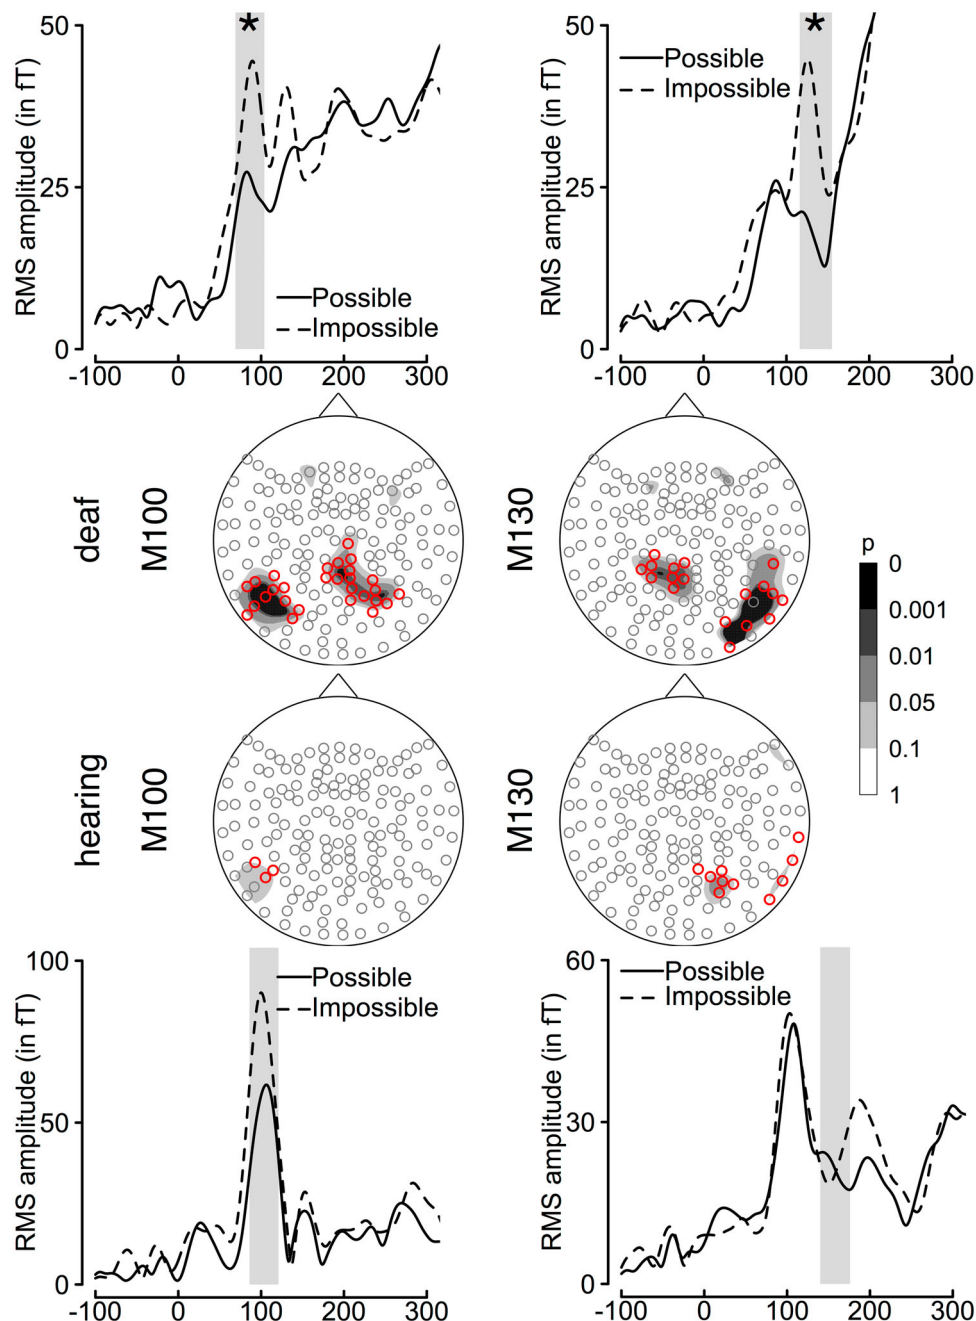 50
25
0
RMS amplitude (in fT)
*
Possible
Impossible
-100 0 100 200 300
50
25
0
RMS amplitude (in fT)
*
Possible
Impossible
-100 0 100 200 300
deaf
M100
M130
p
0
0.001
0.01
0.05
0.1
1
hearing
M100
M130
100
50
0
RMS amplitude (in fT)
Possible
Impossible
-100 0 100 200 300
60
30
0
RMS amplitude (in fT)
Possible
Impossible
-100 0 100 200 300